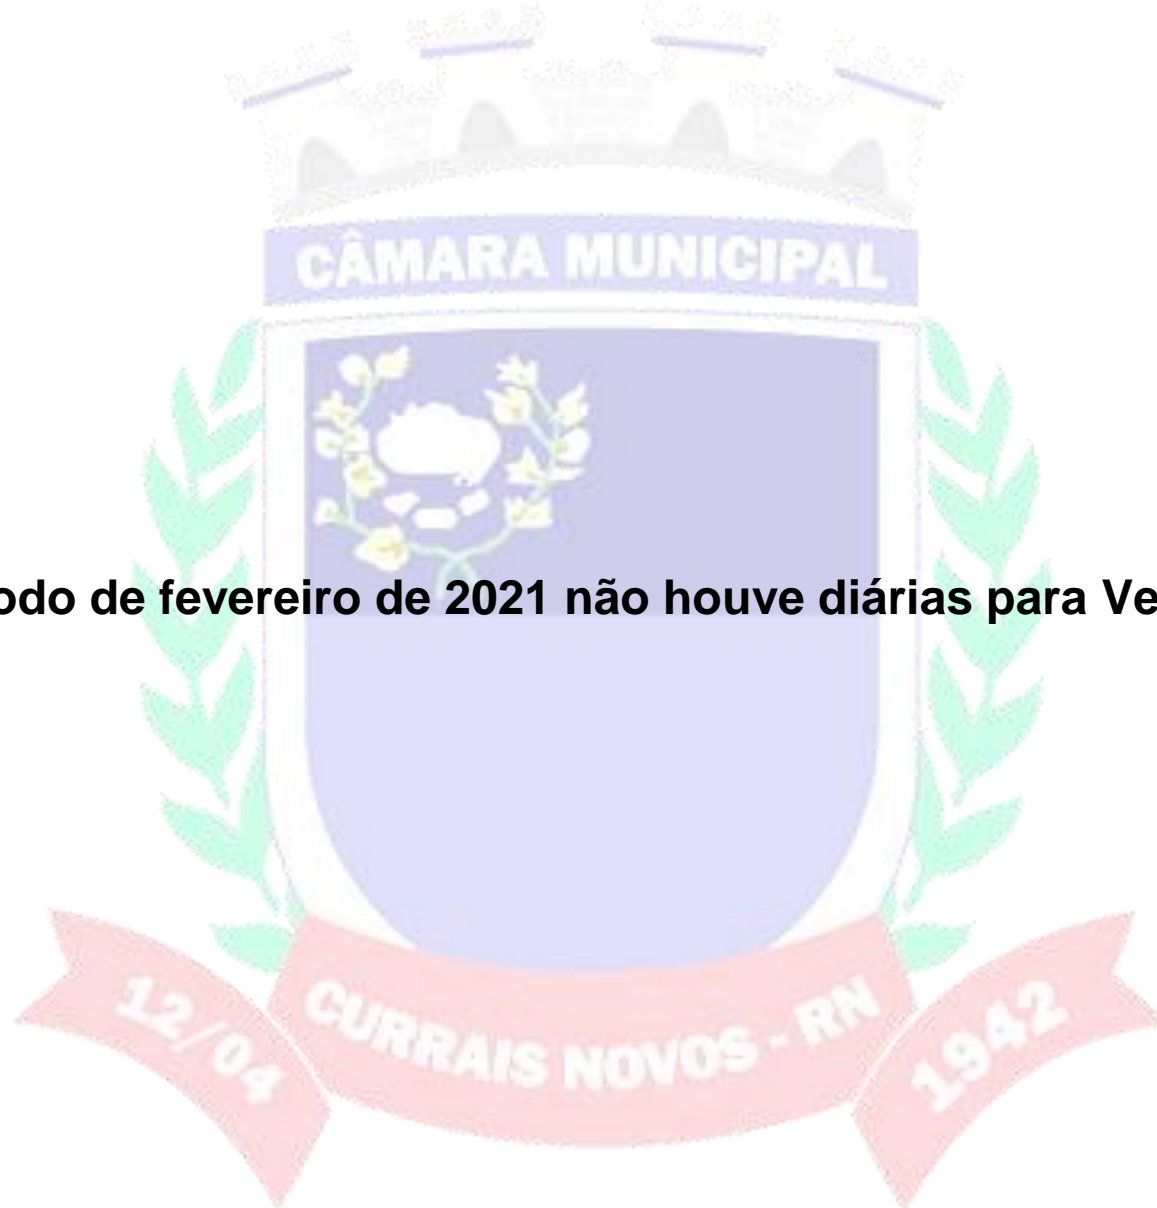 CÂMARA MUNICIPAL
odo de fevereiro de 2021 não houve diárias para Ve
12/04
CURRAIS NOVOS - RN
1942